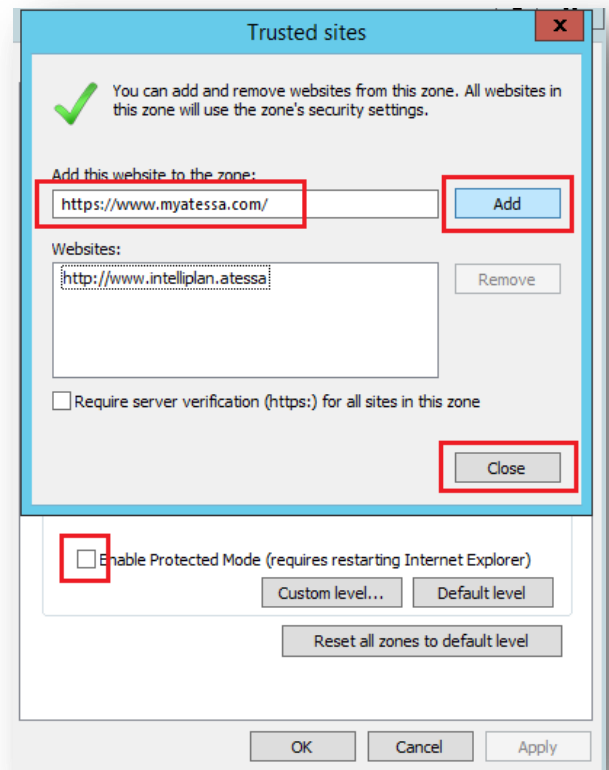 Trusted sites
x
You can add and remove websites from this zone. All websites in
this zone will use the zone's security settings.
Add this website to the zone:
https://www.myatessa.com/
Add
Websites:
http://www.intelliplan.atessa
Remove
Require server verification (https:) for all sites in this zone
Close
Enable Protected Mode (requires restarting Internet Explorer)
Custom level...
Default level
Reset all zones to default level
OK
Cancel
Apply